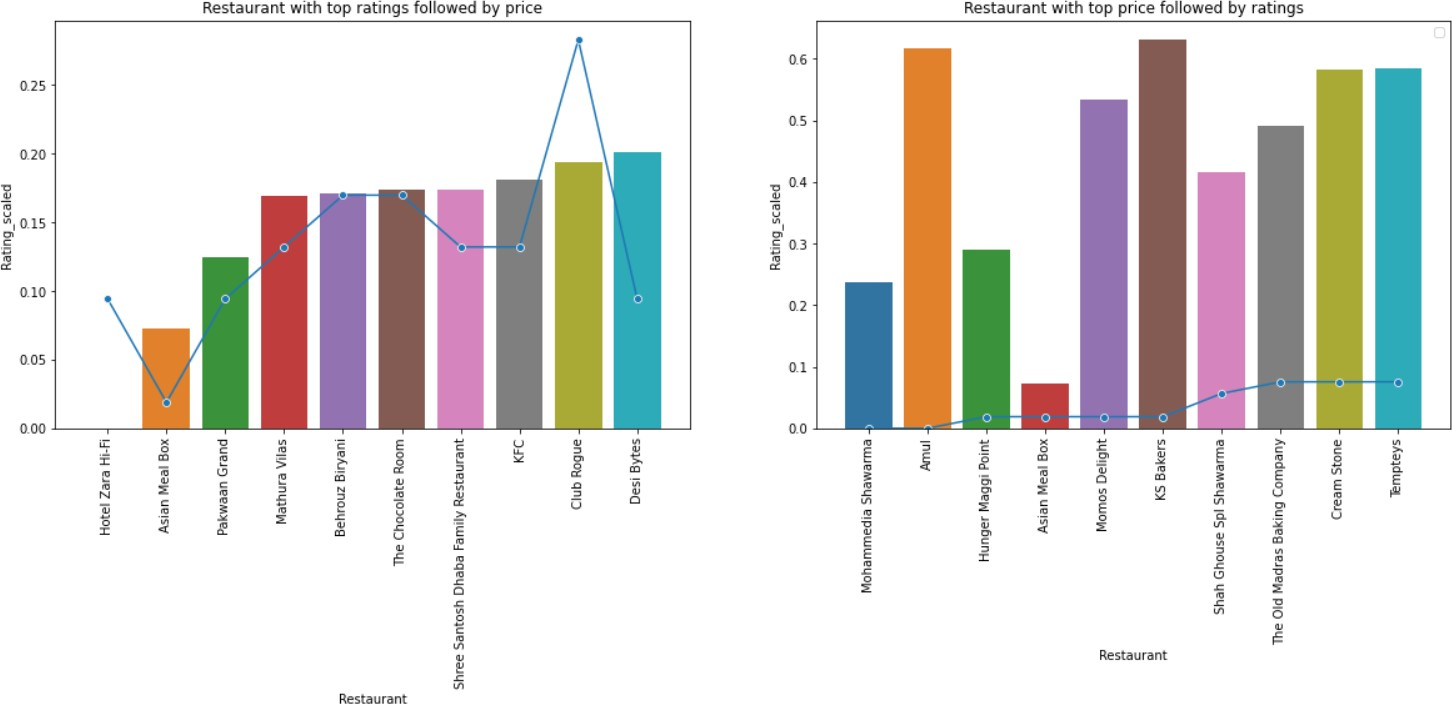 Restaurant with top ratings followed by price
Rating_scaled
0.25
0.20
0.15
0.10
0.05
0.00
Hotel Zara Hi-Fi
Asian Meal Box
Pakwaan Grand
Mathura Vilas
Behrouz Biryani
The Chocolate Room
Shree Santosh Dhaba Family Restaurant
KFC
Club Rogue
Desi Bytes
Restaurant
Restaurant with top price followed by ratings
Rating_scaled
0.6
0.5
0.4
0.3
0.2
0.1
0.0
Mohammedia Shawarma
Amul
Hunger Maggi Point
Asian Meal Box
Momos Delight
KS Bakers
Shah Ghouse Spl Shawarma
The Old Madras Baking Company
Cream Stone
Tempteys
Restaurant